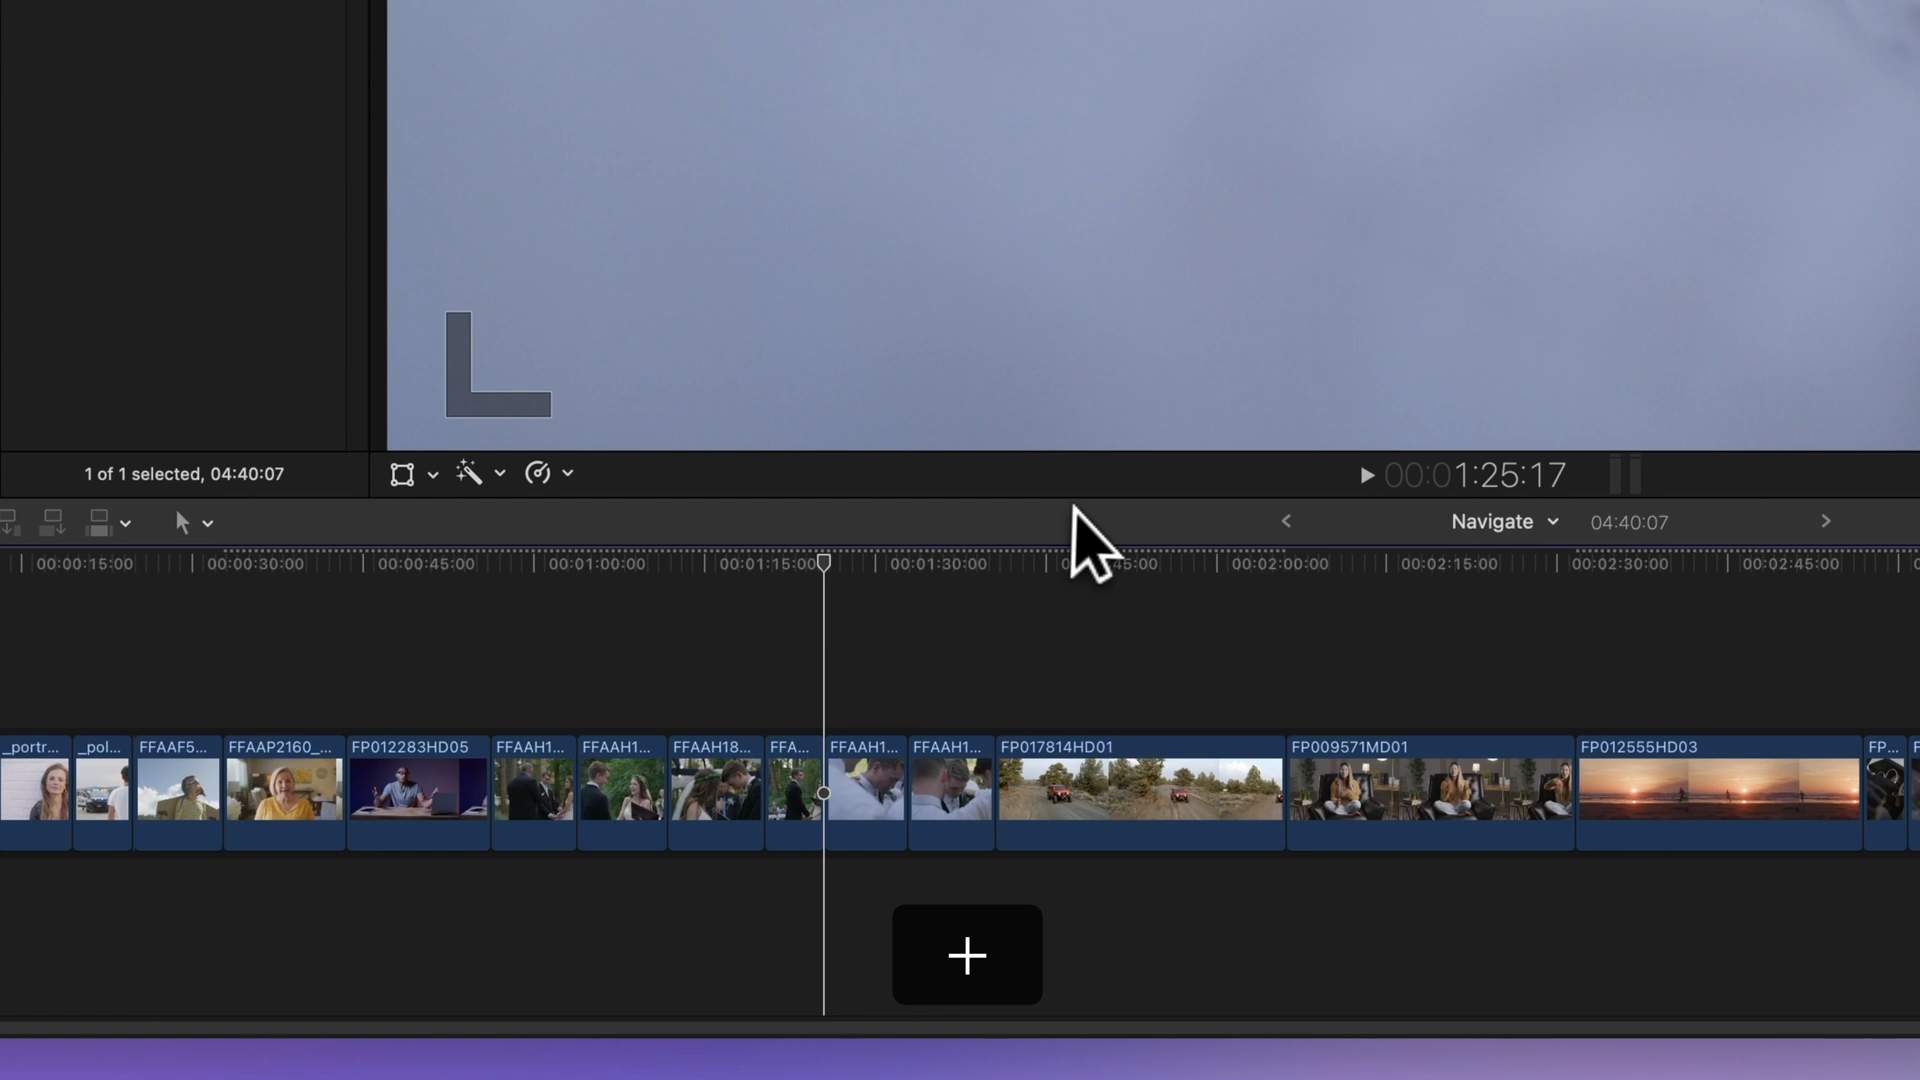 1 of 1 selected, 04:40:07
00:01:25:17
Navigate
04:40:07
00:00:15:00
00:00:30:00
00:00:45:00
00:01:00:00
00:01:15:00
00:01:30:00
45:00
00:02:00:00
00:02:15:00
00:02:30:00
00:02:45:00
_portr...
_pol...
FFAAF5...
FFAAP2160_...
FP012283HD05
FFAAH1...
FFAAH1...
FFAAH18...
FFA...
FFAAH1...
FFAAH1...
FP017814HD01
FP009571MD01
FP012555HD03
FP...
+